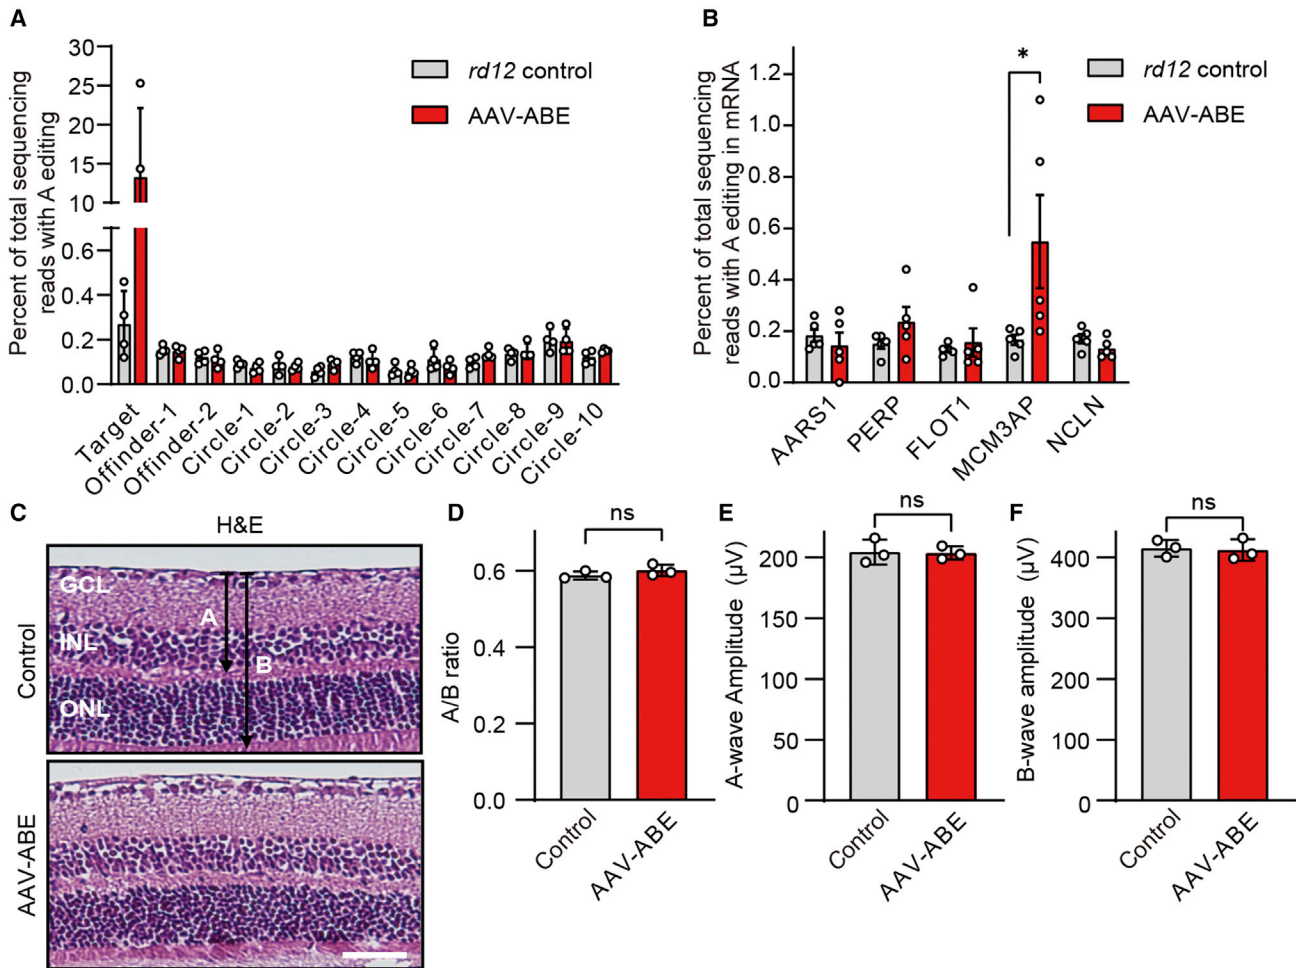 A
Percent of total sequencing
reads with A editing
30
25
20
15
10
0.6
0.4
0.2
0.0
rd12 control
AAV-ABE
Target
Offinder-1
Offinder-2
Circle-1
Circle-2
Circle-3
Circle-4
Circle-5
Circle-6
Circle-7
Circle-8
Circle-9
Circle-10
B
Percent of total sequencing
reads with A editing in mRNA
1.2
1.0
0.8
0.6
0.4
0.2
0.0
*
rd12 control
AAV-ABE
AARS1
PERP
FLOT1
MCM3AP
NCLN
C
H&E
Control
GCL
INL
ONL
A
B
AAV-ABE
D
ns
A/B ratio
0.6
0.4
0.2
0.0
Control
AAV-ABE
E
ns
A-wave Amplitude (µV)
200
150
100
50
0
Control
AAV-ABE
F
ns
B-wave amplitude (µV)
400
300
200
100
0
Control
AAV-ABE